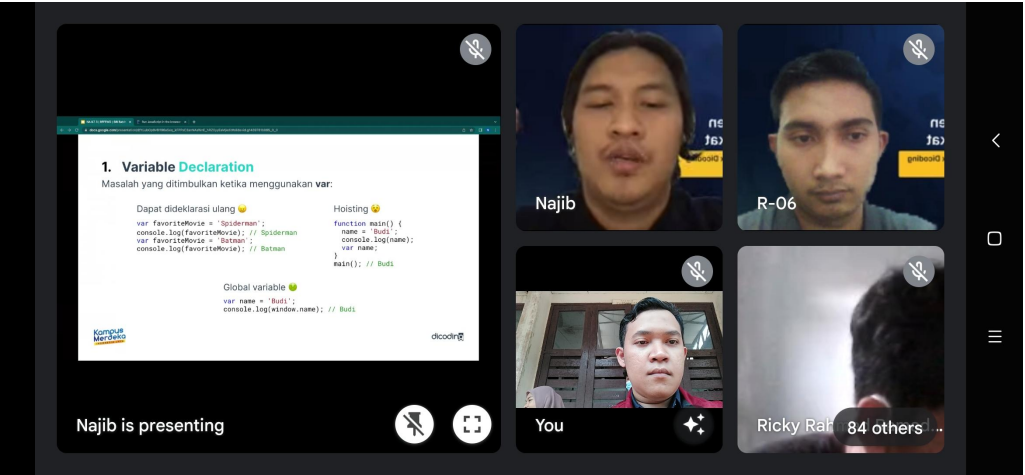 1. Variable Declaration
Masalah yang ditimbulkan ketika menggunakan var:
Dapat dideklarasi ulang
var favoriteMovie = 'Spiderman';
console.log(favoriteMovie); // Spiderman
var favoriteMovie = 'Batman';
console.log(favoriteMovie); // Batman
Hoisting
function main() {
name = 'Budi';
console.log(name);
var name;
}
main(); // Budi
Global variable
var name = 'Budi';
console.log(window.name); // Budi
Kampus
Merdeka
dicoding
Najib is presenting
Najib
R-06
You
Ricky
84 others